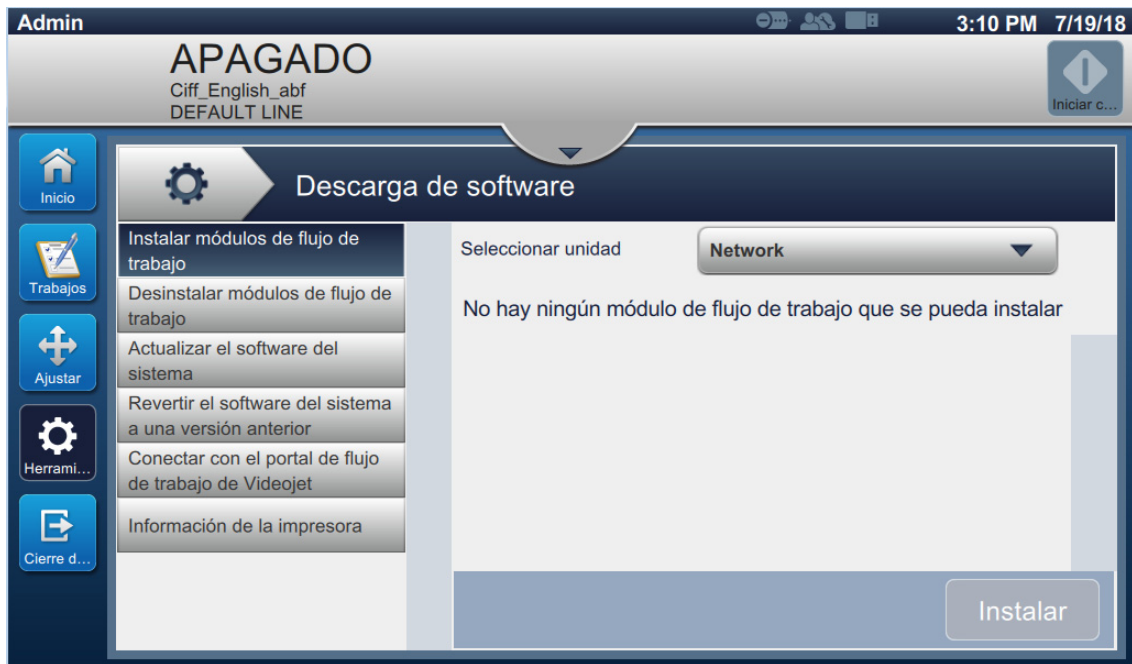 Admin
3:10 PM 7/19/18
APAGADO
Ciff_English_abf
DEFAULT LINE
Iniciar c...
Inicio
Trabajos
Ajustar
Herrami...
Cierre d...
Descarga de software
Instalar módulos de flujo de
trabajo
Desinstalar módulos de flujo de
trabajo
Actualizar el software del
sistema
Revertir el software del sistema
a una versión anterior
Conectar con el portal de flujo
de trabajo de Videojet
Información de la impresora
Seleccionar unidad
Network
No hay ningún módulo de flujo de trabajo que se pueda instalar
Instalar